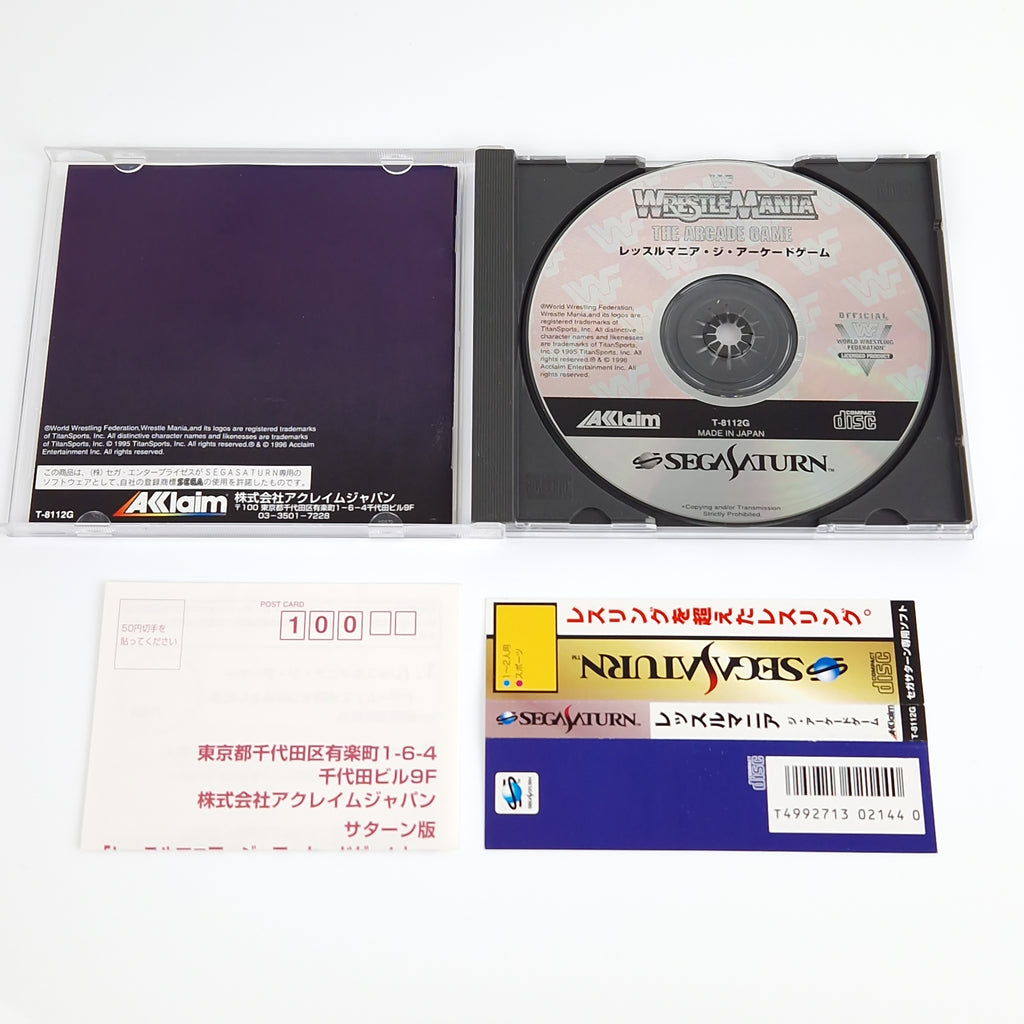 ®World Wrestling Federation,Wrestle Mania,and its logos are registered trademarks
of TitanSports, Inc. All distinctive character names and likenesses are trademarks
of TitanSports, Inc. © 1995 TitanSports, Inc. All rights reserved.® & © 1996 Acclaim
Entertainment Inc. All rights reserved.
この商品は、(株)セガ・エンタープライゼスがSEGASATURN専用の
ソフトウェアとして、自社の登録商標SEGAの使用を許諾したものです。
T-8112G
AKlaim
株式会社アクレイムジャパン
〒100 東京都千代田区有楽町1-6-4千代田ビル9F
03-3501-7228
WRESTLEMANIA
THE ARCADE GAME
レッスルマニア・ジ・アーケードゲーム
®World Wrestling Federation,
Wrestle Mania,and its logos are
registered trademarks of
TitanSports, Inc. All distinctive
character names and likenesses
are trademarks of TitanSports,
Inc. © 1995 TitanSports, Inc. All
rights reserved.® & © 1996
Acclaim Entertainment Inc. All
rights reserved.
OFFICIAL
WORLD WRESTLING
FEDERATION
LICENSED PRODUCT
AKlaim
T-8112G
MADE IN JAPAN
COMPACT
disc
SEGASATURN™
•Copying and/or Transmission
Strictly Prohibited.
POST CARD
50円切手を
貼ってください
100
東京都千代田区有楽町1-6-4
千代田ビル9F
株式会社アクレイムジャパン
サターン版
レスリングを超えたレスリング。
1〜2人用
スポーツ
SEGASATURN™
COMPACT
disc
セガサターン専用ソフト
SEGASATURN™
レッスルマニア ジ・アーケードゲーム
AKlaim
T-8112G
disc
T4992713 02144 0